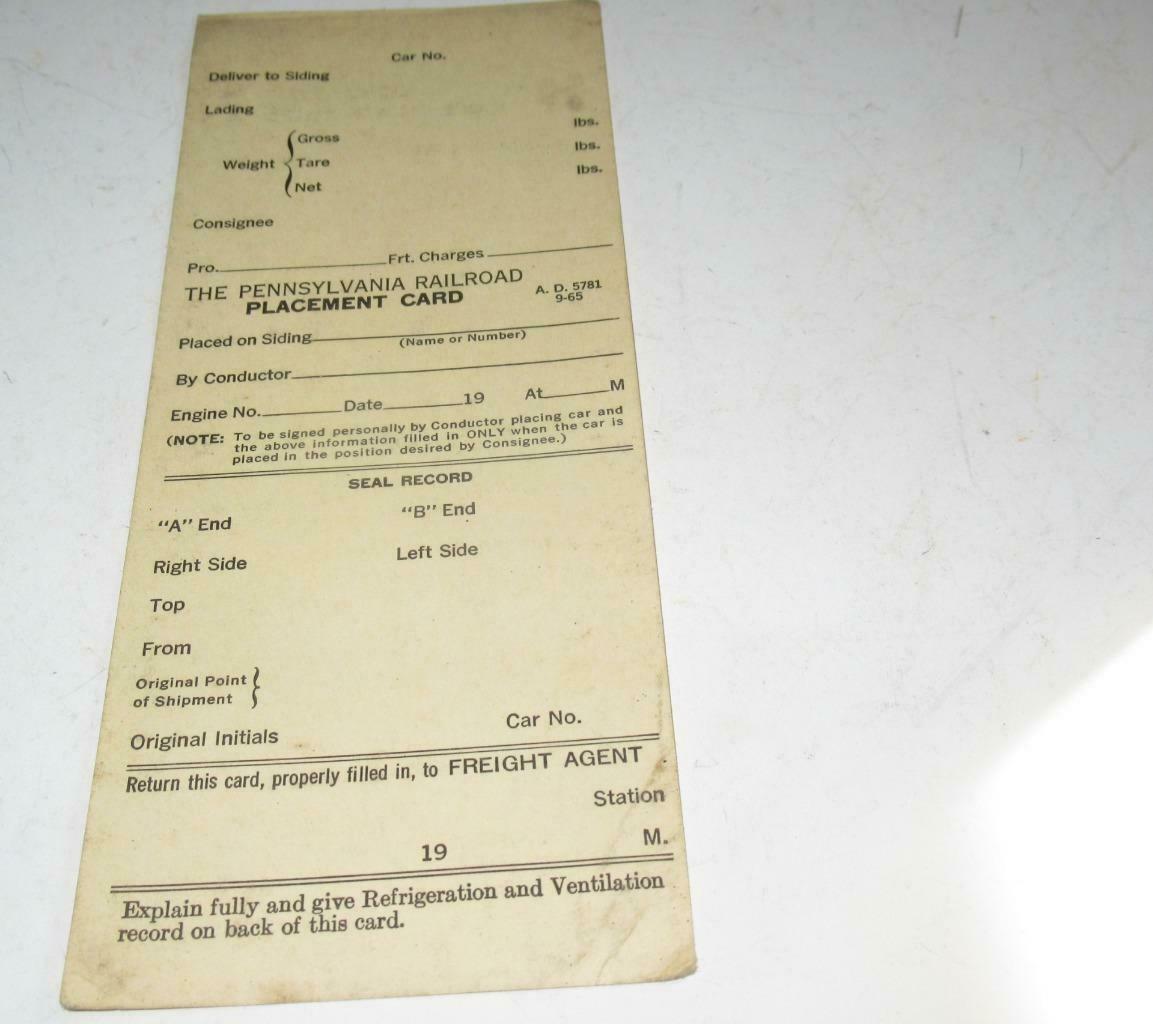 Car No.
Deliver to Siding
Lading
lbs.
Gross
lbs.
Weight { Tare
lbs.
Net
Consignee
Pro. Frt. Charges
THE PENNSYLVANIA RAILROAD
PLACEMENT CARD
A. D. 5781
9-65
Placed on Siding
(Name or Number)
By Conductor
Engine No. Date 19 At M
(NOTE: To be signed personally by Conductor placing car and
the above information filled in ONLY when the car is
placed in the position desired by Consignee.)
SEAL RECORD
"A" End "B" End
Right Side Left Side
Top
From
Original Point
of Shipment
Original Initials Car No.
Return this card, properly filled in, to FREIGHT AGENT
Station
19 M.
Explain fully and give Refrigeration and Ventilation
record on back of this card.